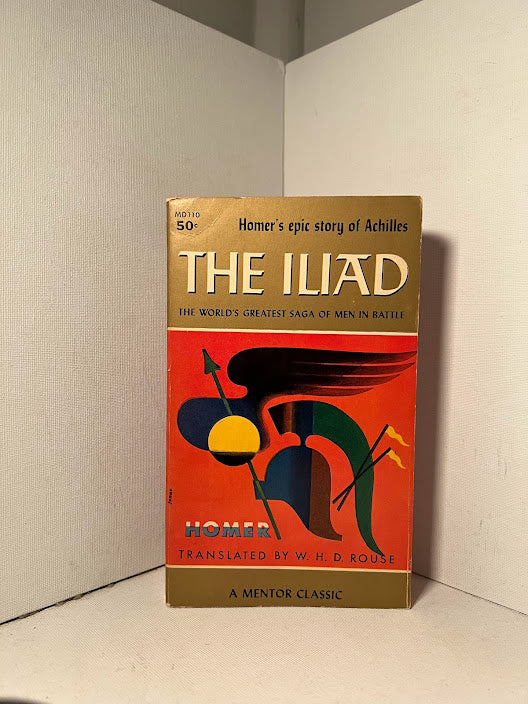 MD110
50¢
Homer's epic story of Achilles
THE ILIAD
THE WORLD'S GREATEST SAGA OF MEN IN BATTLE
HOMER
TRANSLATED BY W. H. D. ROUSE
A MENTOR CLASSIC